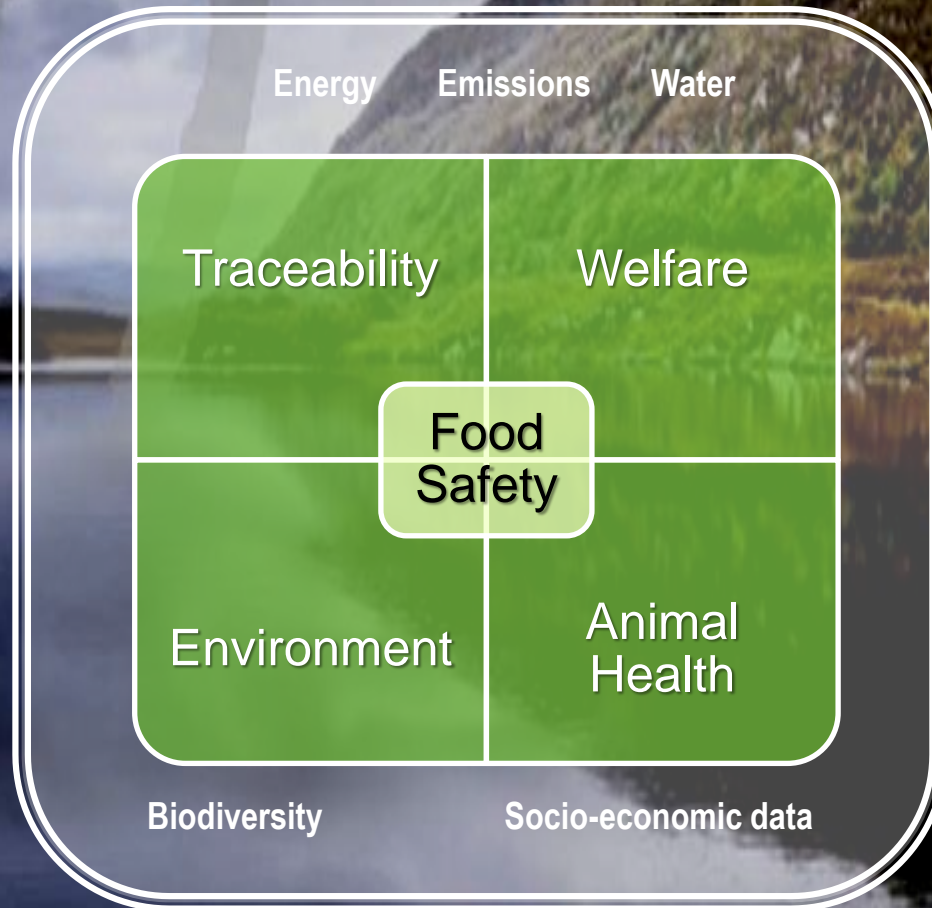 Energy Emissions Water
Traceability Welfare
Food
Safety
Environment
Animal
Health
Biodiversity Socio-economic data